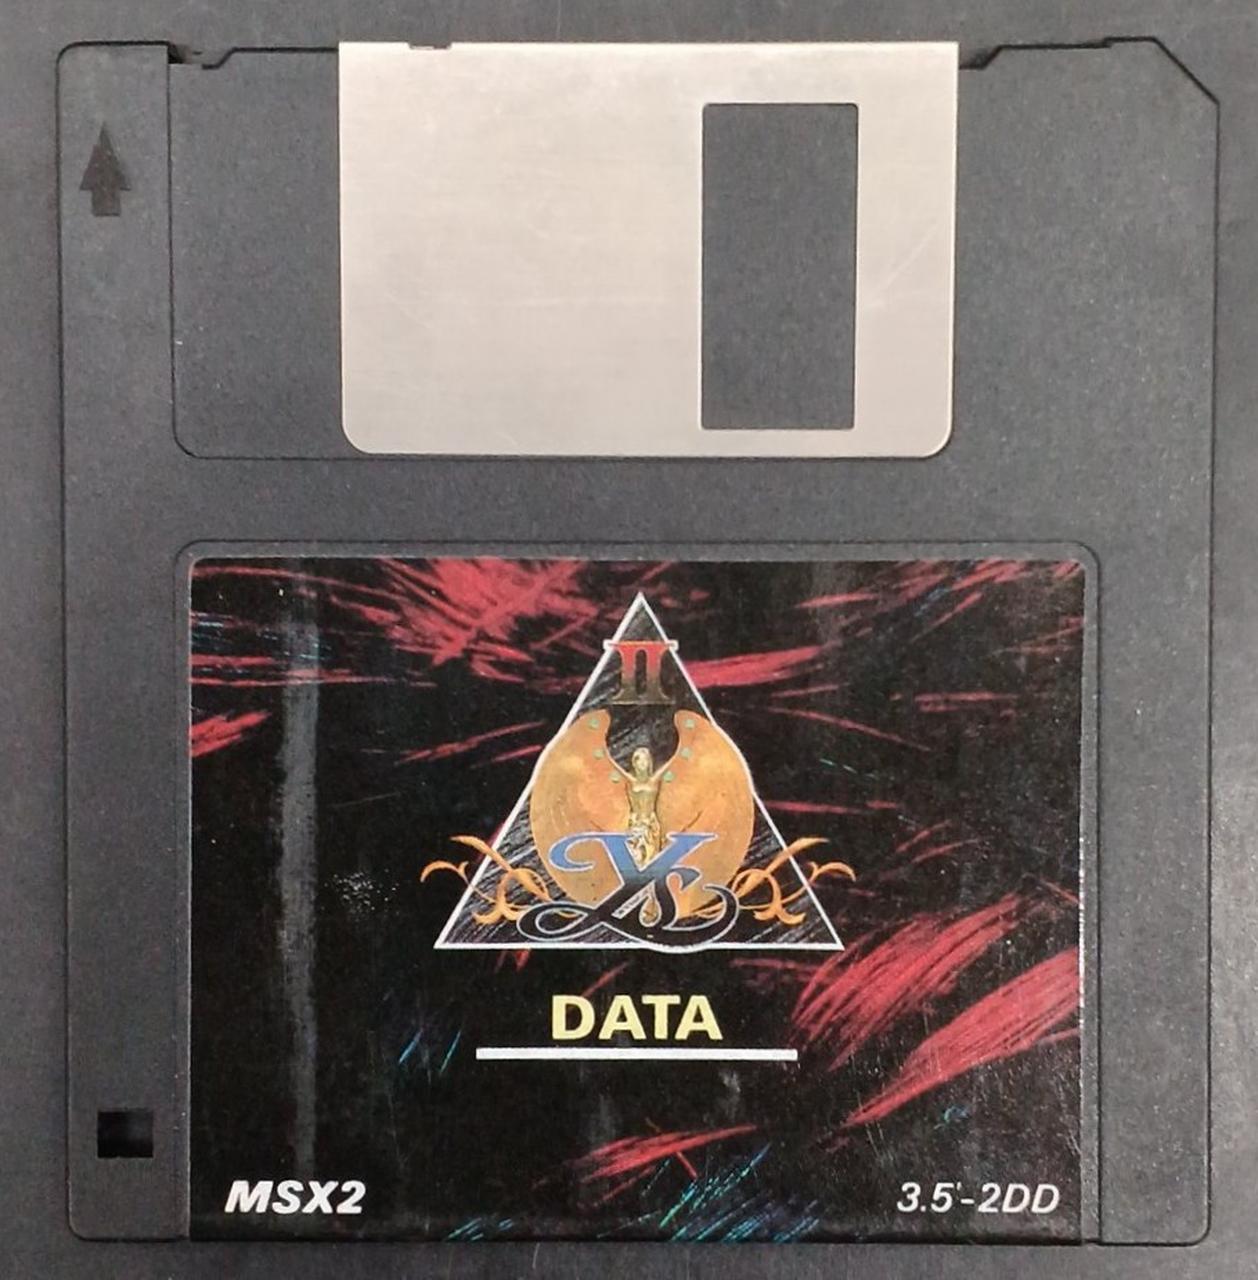 II
Ys
DATA
MSX2
3.5'-2DD